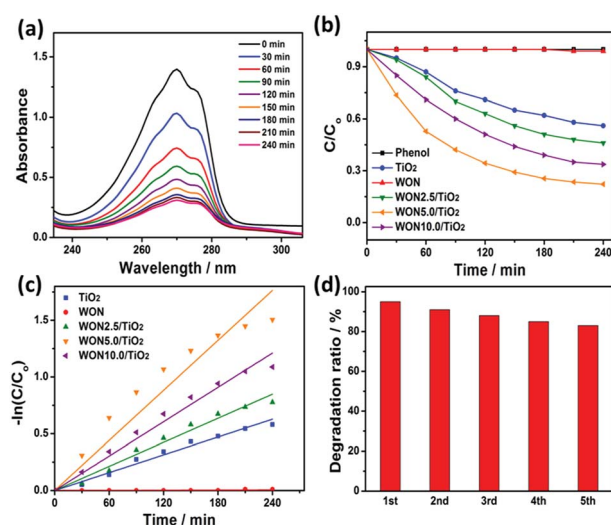 (a)
Absorbance
1.5
1.0
0.5
0.0
240
260
280
300
Wavelength / nm
0 min
30 min
60 min
90 min
120 min
150 min
180 min
210 min
240 min
(b)
C/Co
0.9
0.6
0.3
0.0
0
60
120
180
240
Time / min
Phenol
TiO2
WON
WON2.5/TiO2
WON5.0/TiO2
WON10.0/TiO2
(c)
-ln(C/Co)
1.5
1.0
0.5
0.0
0
60
120
180
240
Time / min
TiO2
WON
WON2.5/TiO2
WON5.0/TiO2
WON10.0/TiO2
(d)
Degradation ratio / %
100
80
60
40
20
0
1st
2nd
3rd
4th
5th